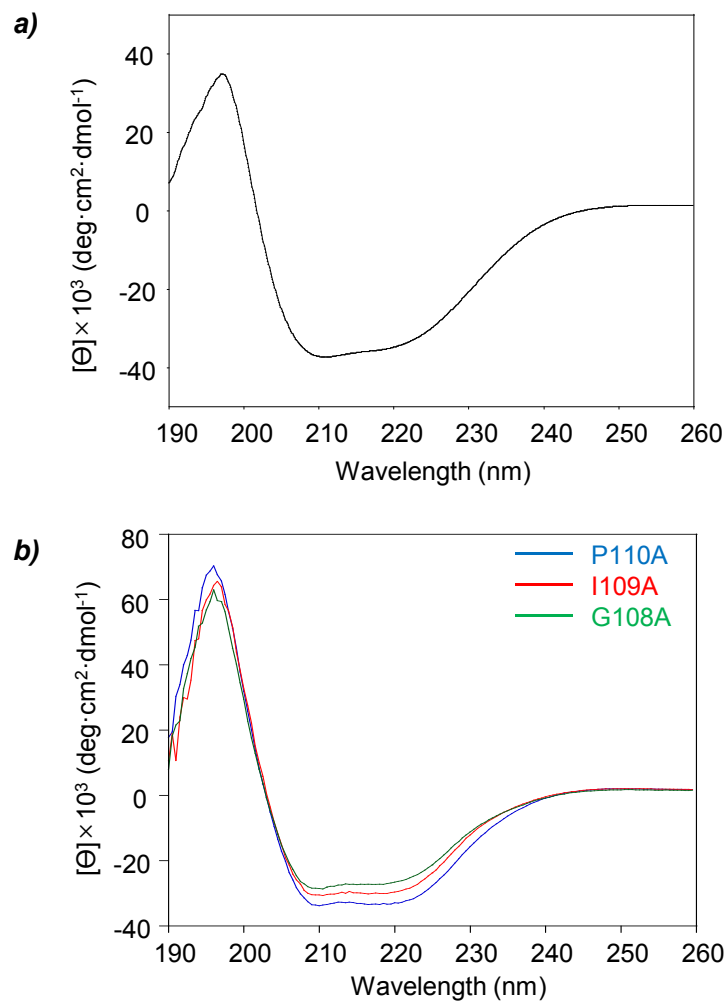 a)
[Θ] × 10³ (deg·cm²·dmol⁻¹)
40
20
0
-20
-40
190 200 210 220 230 240 250 260
Wavelength (nm)
b)
[Θ] × 10³ (deg·cm²·dmol⁻¹)
80
60
40
20
0
-20
-40
P110A
I109A
G108A
190 200 210 220 230 240 250 260
Wavelength (nm)